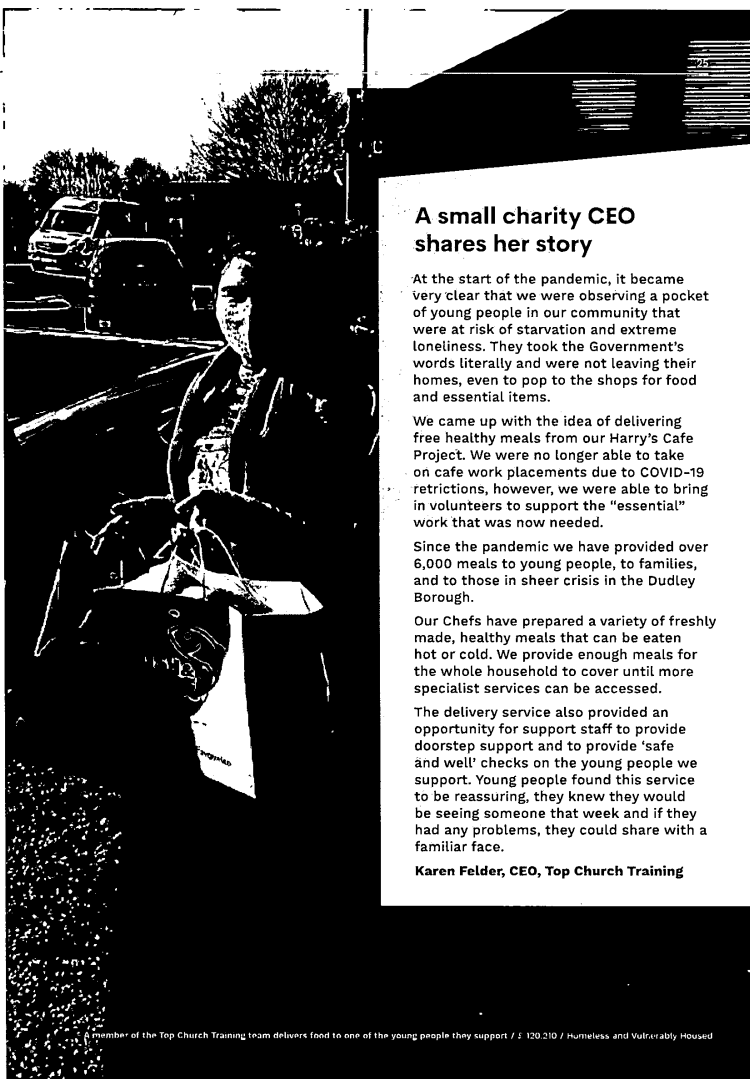 25
A small charity CEO
shares her story
At the start of the pandemic, it became
very clear that we were observing a pocket
of young people in our community that
were at risk of starvation and extreme
loneliness. They took the Government's
words literally and were not leaving their
homes, even to pop to the shops for food
and essential items.
We came up with the idea of delivering
free healthy meals from our Harry's Cafe
Project. We were no longer able to take
on cafe work placements due to COVID-19
retrictions, however, we were able to bring
in volunteers to support the "essential"
work that was now needed.
Since the pandemic we have provided over
6,000 meals to young people, to families,
and to those in sheer crisis in the Dudley
Borough.
Our Chefs have prepared a variety of freshly
made, healthy meals that can be eaten
hot or cold. We provide enough meals for
the whole household to cover until more
specialist services can be accessed.
The delivery service also provided an
opportunity for support staff to provide
doorstep support and to provide 'safe
and well' checks on the young people we
support. Young people found this service
to be reassuring, they knew they would
be seeing someone that week and if they
had any problems, they could share with a
familiar face.
Karen Felder, CEO, Top Church Training
A member of the Top Church Training team delivers food to one of the young people they support / £ 120,210 / Homeless and Vulnerably Housed